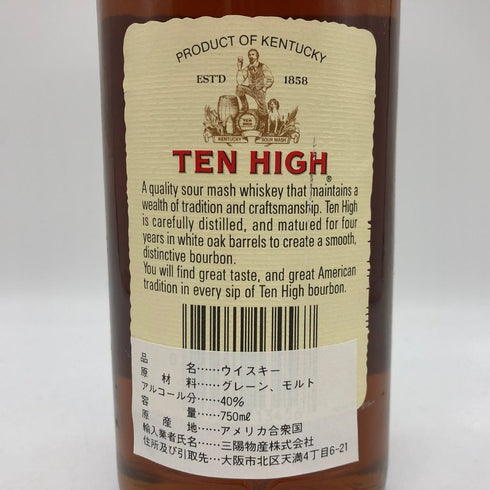 PRODUCT OF KENTUCKY
EST'D 1858
TEN HIGH
KENTUCKY SOUR MASH
TEN HIGH®
A quality sour mash whiskey that maintains a
wealth of tradition and craftsmanship. Ten High
is carefully distilled, and matured for four
years in white oak barrels to create a smooth,
distinctive bourbon.
You will find great taste, and great American
tradition in every sip of Ten High bourbon.
品名……ウイスキー
原材料……グレーン、モルト
アルコール分……40%
容量……750mℓ
原産地……アメリカ合衆国
輸入業者氏名……三陽物産株式会社
住所及び引取先…大阪市北区天満4丁目6-21